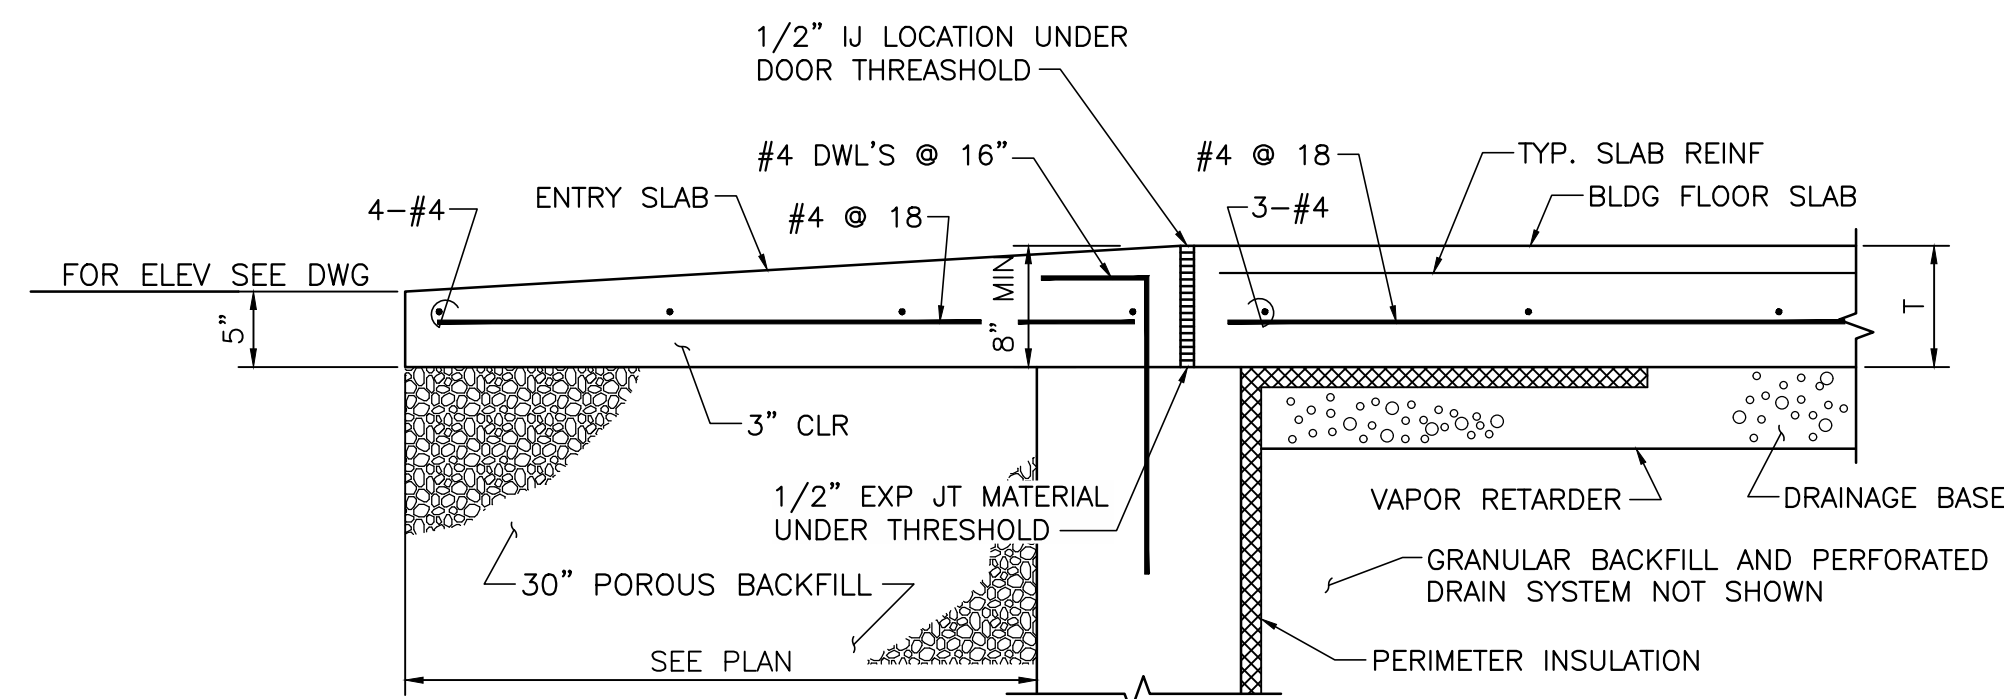 1/2” IJ LOCATION UNDER
DOOR THREASHOLD
#4 DWL'S @ 16”
#4 @ 18
TYP. SLAB REINF
BLDG FLOOR SLAB
4-#4
ENTRY SLAB
#4 @ 18
3-#4
FOR ELEV SEE DWG
5”
8” MIN
T
3” CLR
1/2” EXP JT MATERIAL
UNDER THRESHOLD
VAPOR RETARDER
DRAINAGE BASE
30” POROUS BACKFILL
GRANULAR BACKFILL AND PERFORATED
DRAIN SYSTEM NOT SHOWN
SEE PLAN
PERIMETER INSULATION